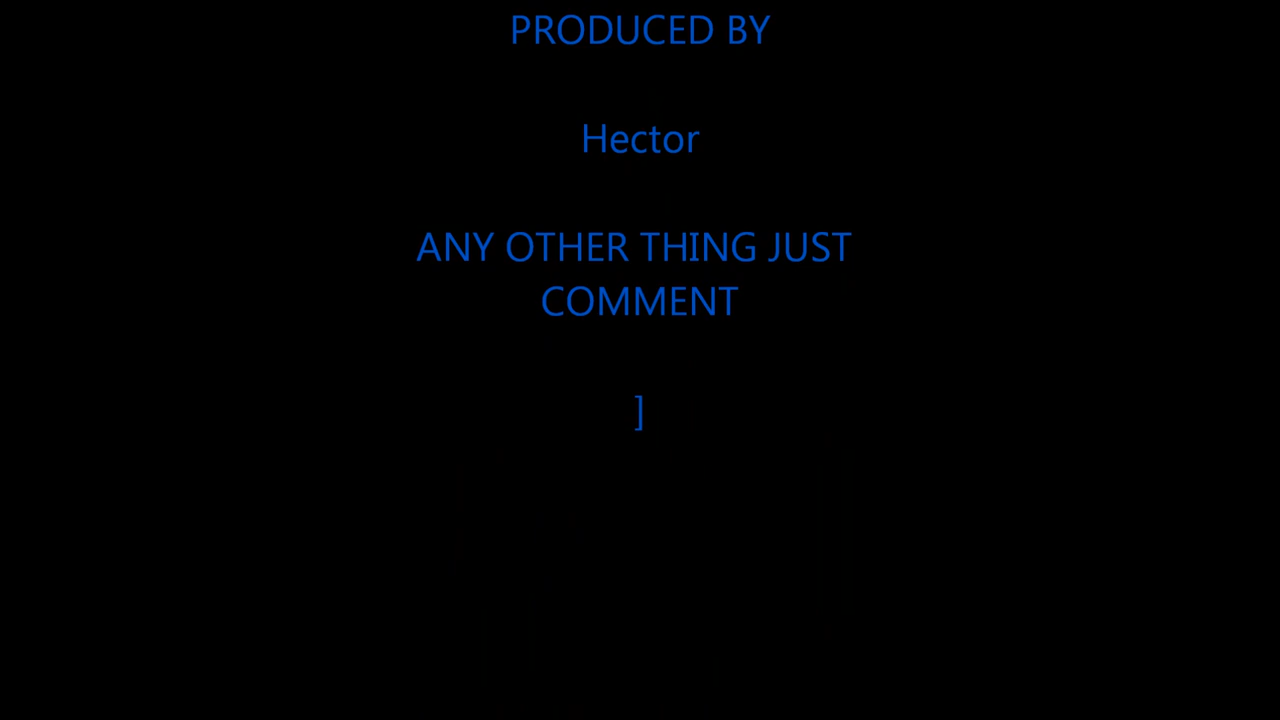 PRODUCED BY
Hector
ANY OTHER THING JUST
COMMENT
]